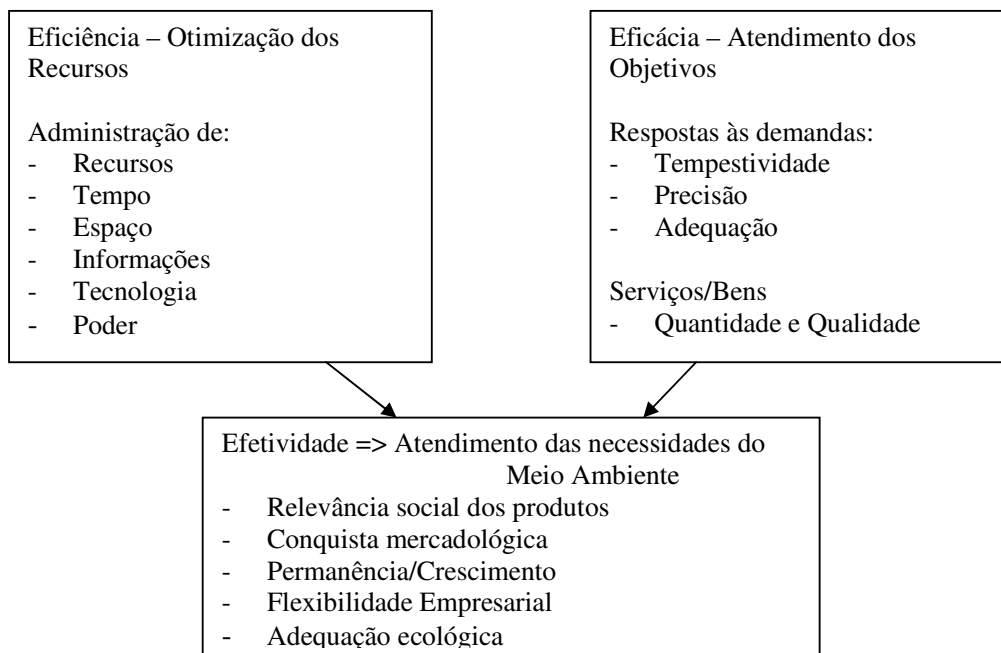 Eficiência – Otimização dos
Recursos
Administração de:
- Recursos
- Tempo
- Espaço
- Informações
- Tecnologia
- Poder
Eficácia – Atendimento dos
Objetivos
Respostas às demandas:
- Tempestividade
- Precisão
- Adequação
Serviços/Bens
- Quantidade e Qualidade
Efetividade => Atendimento das necessidades do
Meio Ambiente
- Relevância social dos produtos
- Conquista mercadológica
- Permanência/Crescimento
- Flexibilidade Empresarial
- Adequação ecológica